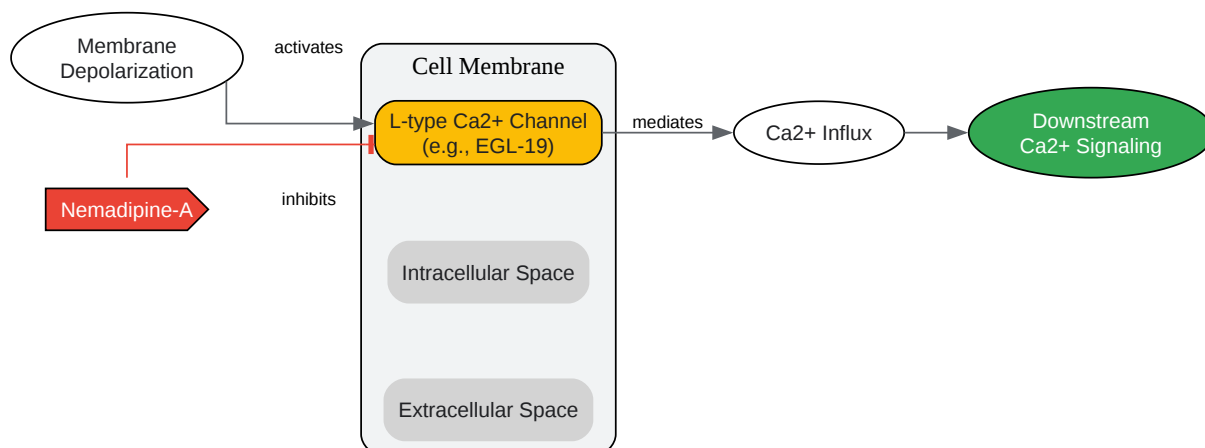 Membrane
Depolarization
activates
Cell Membrane
L-type Ca2+ Channel
(e.g., EGL-19)
mediates
Ca2+ Influx
Downstream
Ca2+ Signaling
Nemadipine-A
inhibits
Intracellular Space
Extracellular Space